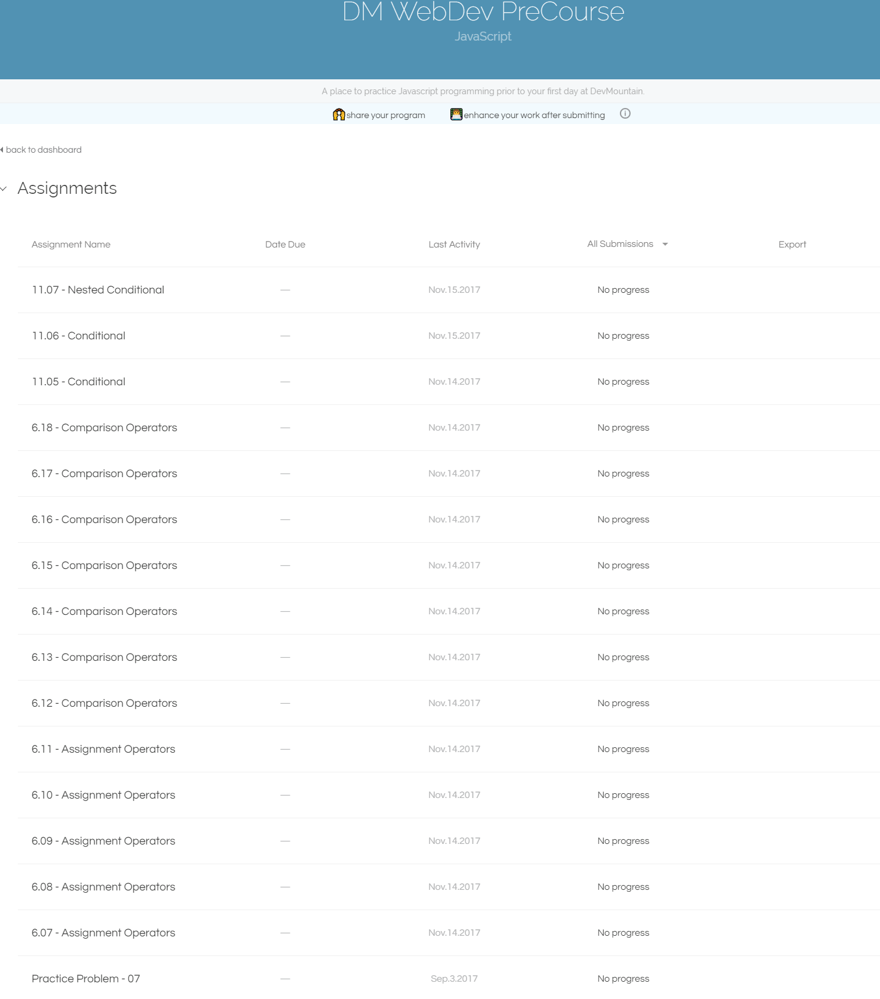 DM WebDev PreCourse
JavaScript
A place to practice Javascript programming prior to your first day at DevMountain.
share your program enhance your work after submitting
back to dashboard
Assignments
Assignment Name Date Due Last Activity All Submissions Export
11.07 - Nested Conditional — Nov.15.2017 No progress
11.06 - Conditional — Nov.15.2017 No progress
11.05 - Conditional — Nov.14.2017 No progress
6.18 - Comparison Operators — Nov.14.2017 No progress
6.17 - Comparison Operators — Nov.14.2017 No progress
6.16 - Comparison Operators — Nov.14.2017 No progress
6.15 - Comparison Operators — Nov.14.2017 No progress
6.14 - Comparison Operators — Nov.14.2017 No progress
6.13 - Comparison Operators — Nov.14.2017 No progress
6.12 - Comparison Operators — Nov.14.2017 No progress
6.11 - Assignment Operators — Nov.14.2017 No progress
6.10 - Assignment Operators — Nov.14.2017 No progress
6.09 - Assignment Operators — Nov.14.2017 No progress
6.08 - Assignment Operators — Nov.14.2017 No progress
6.07 - Assignment Operators — Nov.14.2017 No progress
Practice Problem - 07 — Sep.3.2017 No progress